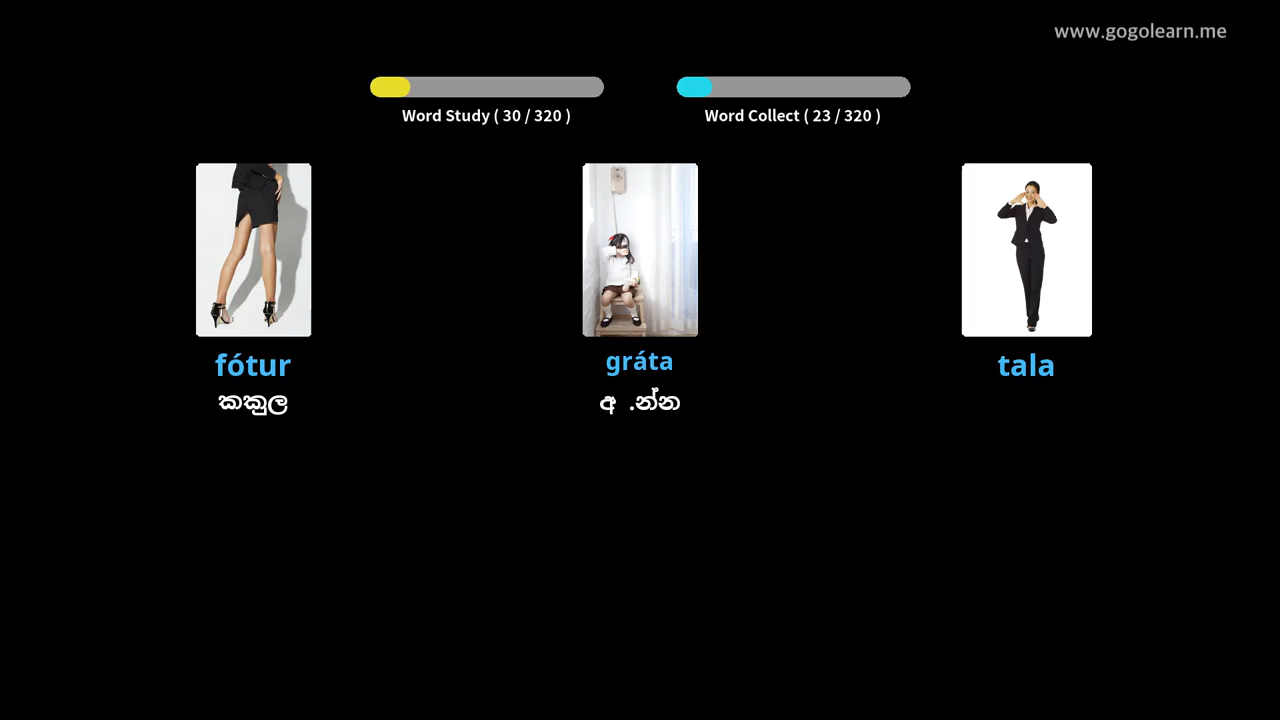 www.gogolearn.me
Word Study ( 30 / 320 )
Word Collect ( 23 / 320 )
fótur
gráta
tala
කකුල
අ .න්න